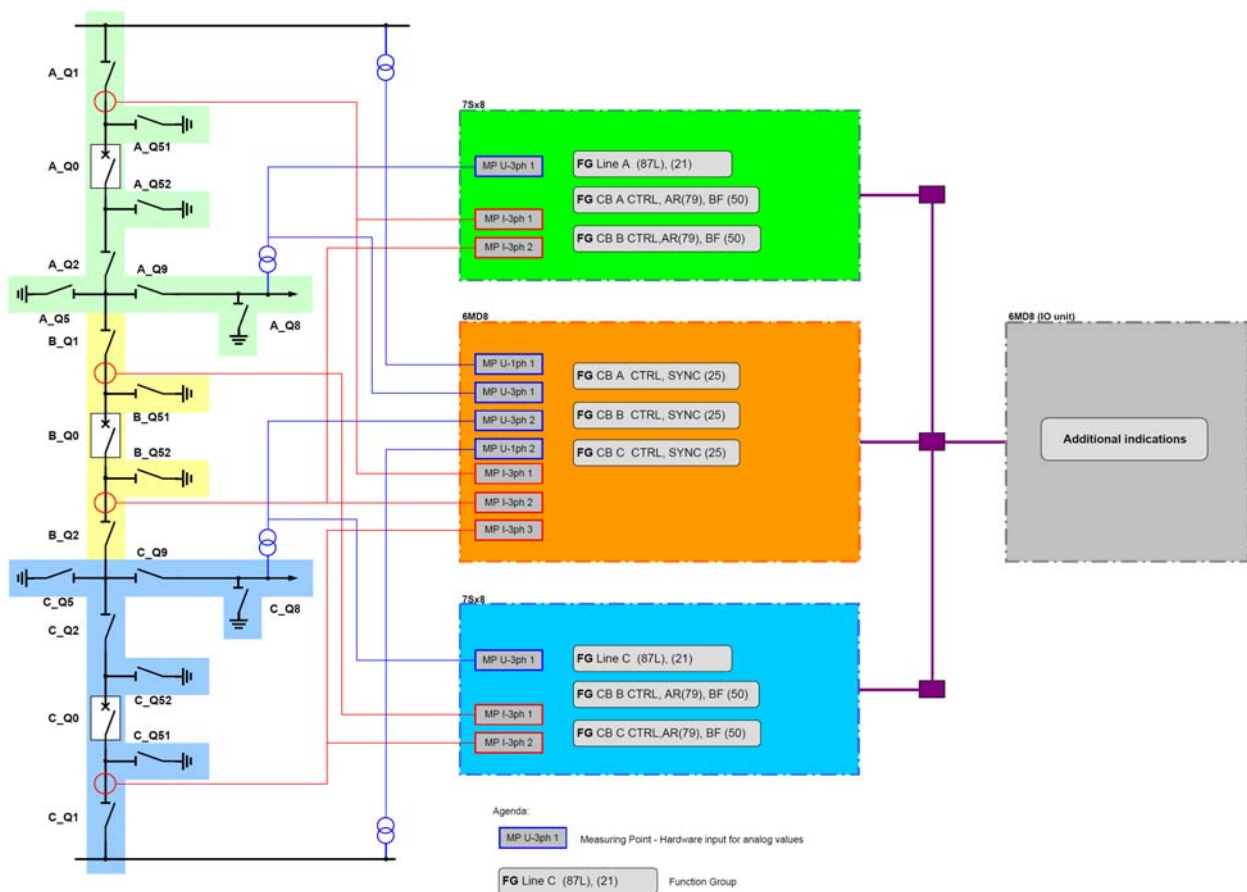 A_Q1
A_Q51
A_Q0
A_Q52
A_Q2
A_Q9
A_Q5
A_Q8
B_Q1
B_Q51
B_Q0
B_Q52
B_Q2
C_Q9
C_Q5
C_Q8
C_Q2
C_Q52
C_Q0
C_Q51
C_Q1
7Sx8
MP U-3ph 1
MP I-3ph 1
MP I-3ph 2
FG Line A (87L), (21)
FG CB A CTRL, AR(79), BF (50)
FG CB B CTRL,AR(79), BF (50)
6MD8
MP U-1ph 1
MP U-3ph 1
MP U-3ph 2
MP U-1ph 2
MP I-3ph 1
MP I-3ph 2
MP I-3ph 3
FG CB A CTRL, SYNC (25)
FG CB B CTRL, SYNC (25)
FG CB C CTRL, SYNC (25)
6MD8 (IO unit)
Additional indications
7Sx8
MP U-3ph 1
MP I-3ph 1
MP I-3ph 2
FG Line C (87L), (21)
FG CB B CTRL, AR(79), BF (50)
FG CB C CTRL,AR(79), BF (50)
Agenda:
MP U-3ph 1 Measuring Point - Hardware input for analog values
FG Line C (87L), (21) Function Group